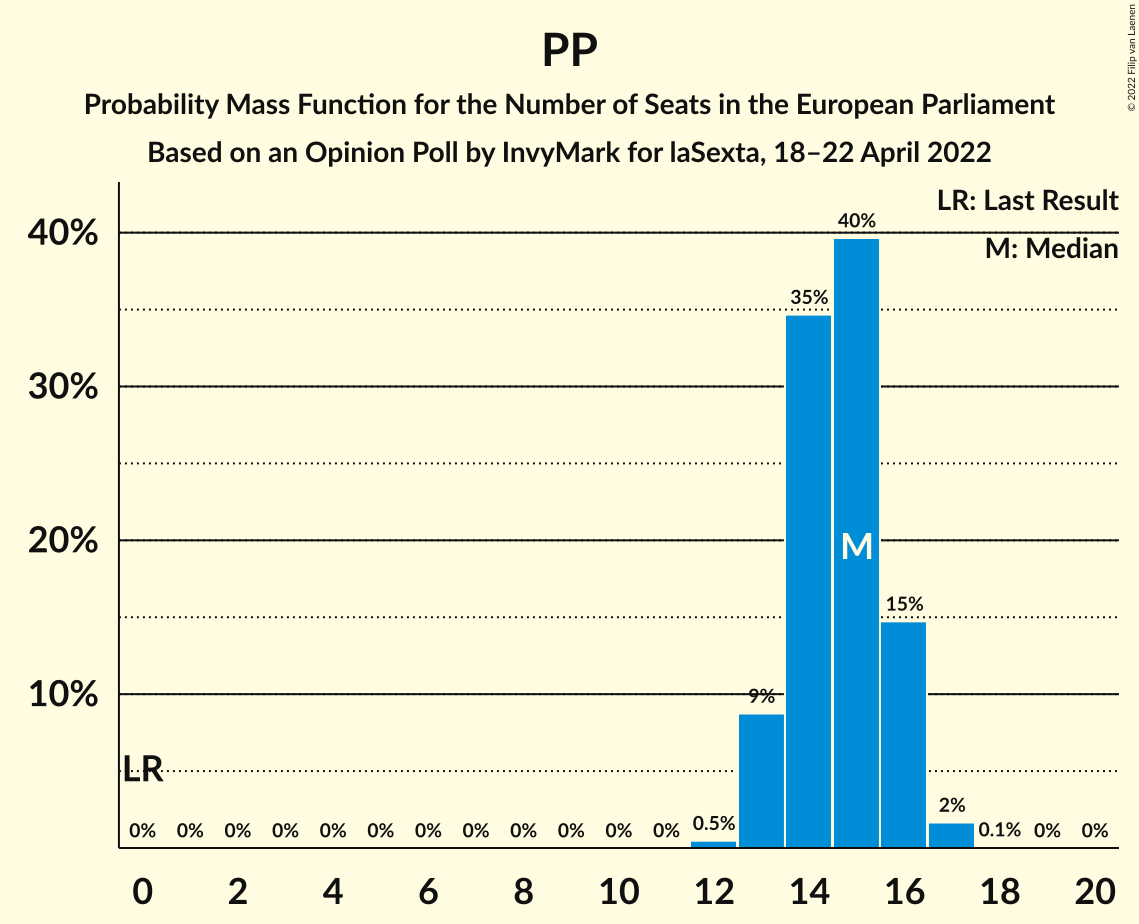 PP
Probability Mass Function for the Number of Seats in the European Parliament
Based on an Opinion Poll by InvyMark for laSexta, 18–22 April 2022
© 2022 Filip van Laenen
LR: Last Result
M: Median
40%
30%
20%
10%
0% 0% 0% 0% 0% 0% 0% 0% 0% 0% 0% 0% 0.5% 9% 35% 40% 15% 2% 0.1% 0% 0%
LR
M
0 2 4 6 8 10 12 14 16 18 20